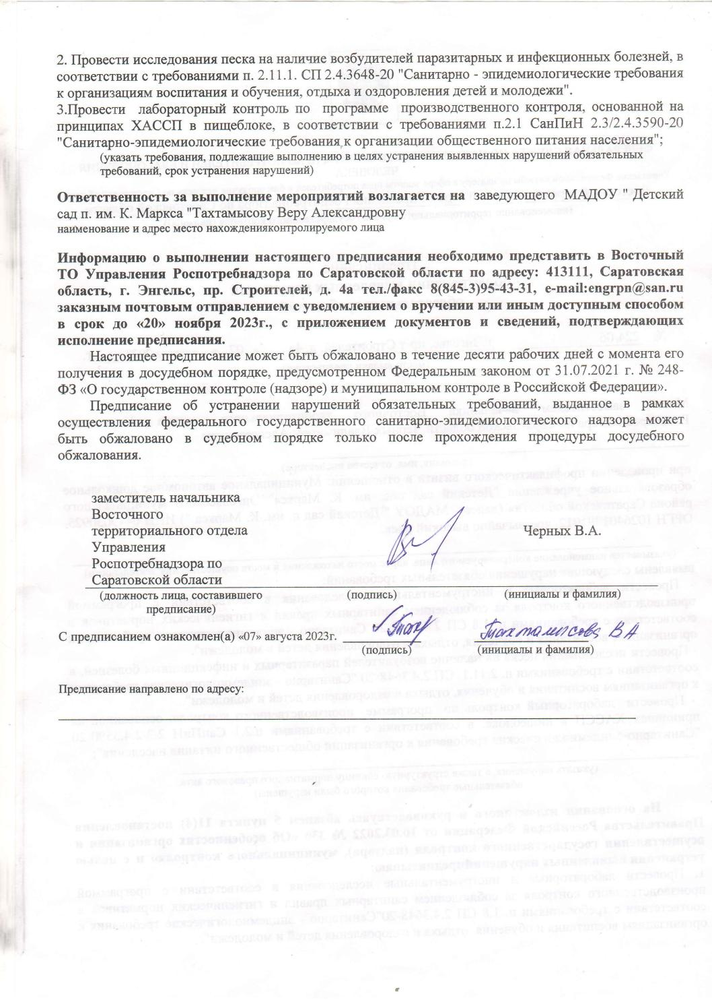 2. Провести исследования песка на наличие возбудителей паразитарных и инфекционных болезней, в
соответствии с требованиями п. 2.11.1. СП 2.4.3648-20 "Санитарно - эпидемиологические требования
к организациям воспитания и обучения, отдыха и оздоровления детей и молодежи".
3.Провести лабораторный контроль по программе производственного контроля, основанной на
принципах ХАССП в пищеблоке, в соответствии с требованиями п.2.1 СанПиН 2.3/2.4.3590-20
"Санитарно-эпидемиологические требования к организации общественного питания населения";
(указать требования, подлежащие выполнению в целях устранения выявленных нарушений обязательных
требований, срок устранения нарушений)
Ответственность за выполнение мероприятий возлагается на заведующего МАДОУ " Детский
сад п. им. К. Маркса "Тахтамысову Веру Александровну
наименование и адрес место нахожденияконтролируемого лица
Информацию о выполнении настоящего предписания необходимо представить в Восточный
ТО Управления Роспотребнадзора по Саратовской области по адресу: 413111, Саратовская
область, г. Энгельс, пр. Строителей, д. 4а тел./факс 8(845-3)95-43-31, e-mail:engrpn@san.ru
заказным почтовым отправлением с уведомлением о вручении или иным доступным способом
в срок до «20» ноября 2023г., с приложением документов и сведений, подтверждающих
исполнение предписания.
Настоящее предписание может быть обжаловано в течение десяти рабочих дней с момента его
получения в досудебном порядке, предусмотренном Федеральным законом от 31.07.2021 г. № 248-
ФЗ «О государственном контроле (надзоре) и муниципальном контроле в Российской Федерации».
Предписание об устранении нарушений обязательных требований, выданное в рамках
осуществления федерального государственного санитарно-эпидемиологического надзора может
быть обжаловано в судебном порядке только после прохождения процедуры досудебного
обжалования.
заместитель начальника
Восточного
территориального отдела
Черных В.А.
Управления
Роспотребнадзора по
Саратовской области
(должность лица, составившего (подпись) (инициалы и фамилия)
предписание)
С предписанием ознакомлен(а) «07» августа 2023г. Тахтамысова В А
(подпись) (инициалы и фамилия)
Предписание направлено по адресу: